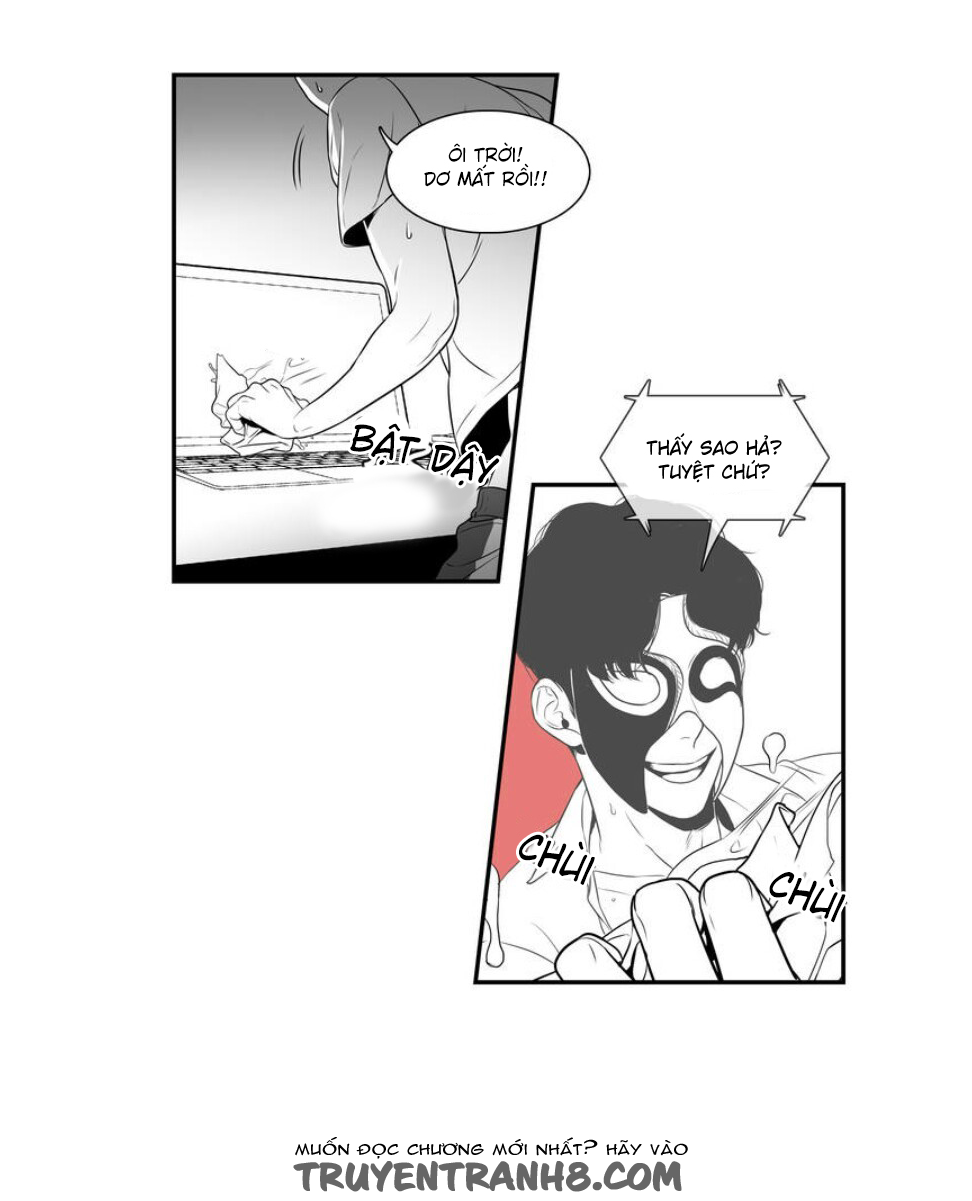 ÔI TRỜI!
DƠ MẤT RỒI!!
BẬT DẬY
THẤY SAO HẢ?
TUYỆT CHỨ?
CHÙI
CHÙI
MUỐN ĐỌC CHƯƠNG MỚI NHẤT? HÃY VÀO
TRUYENTRANH8.COM